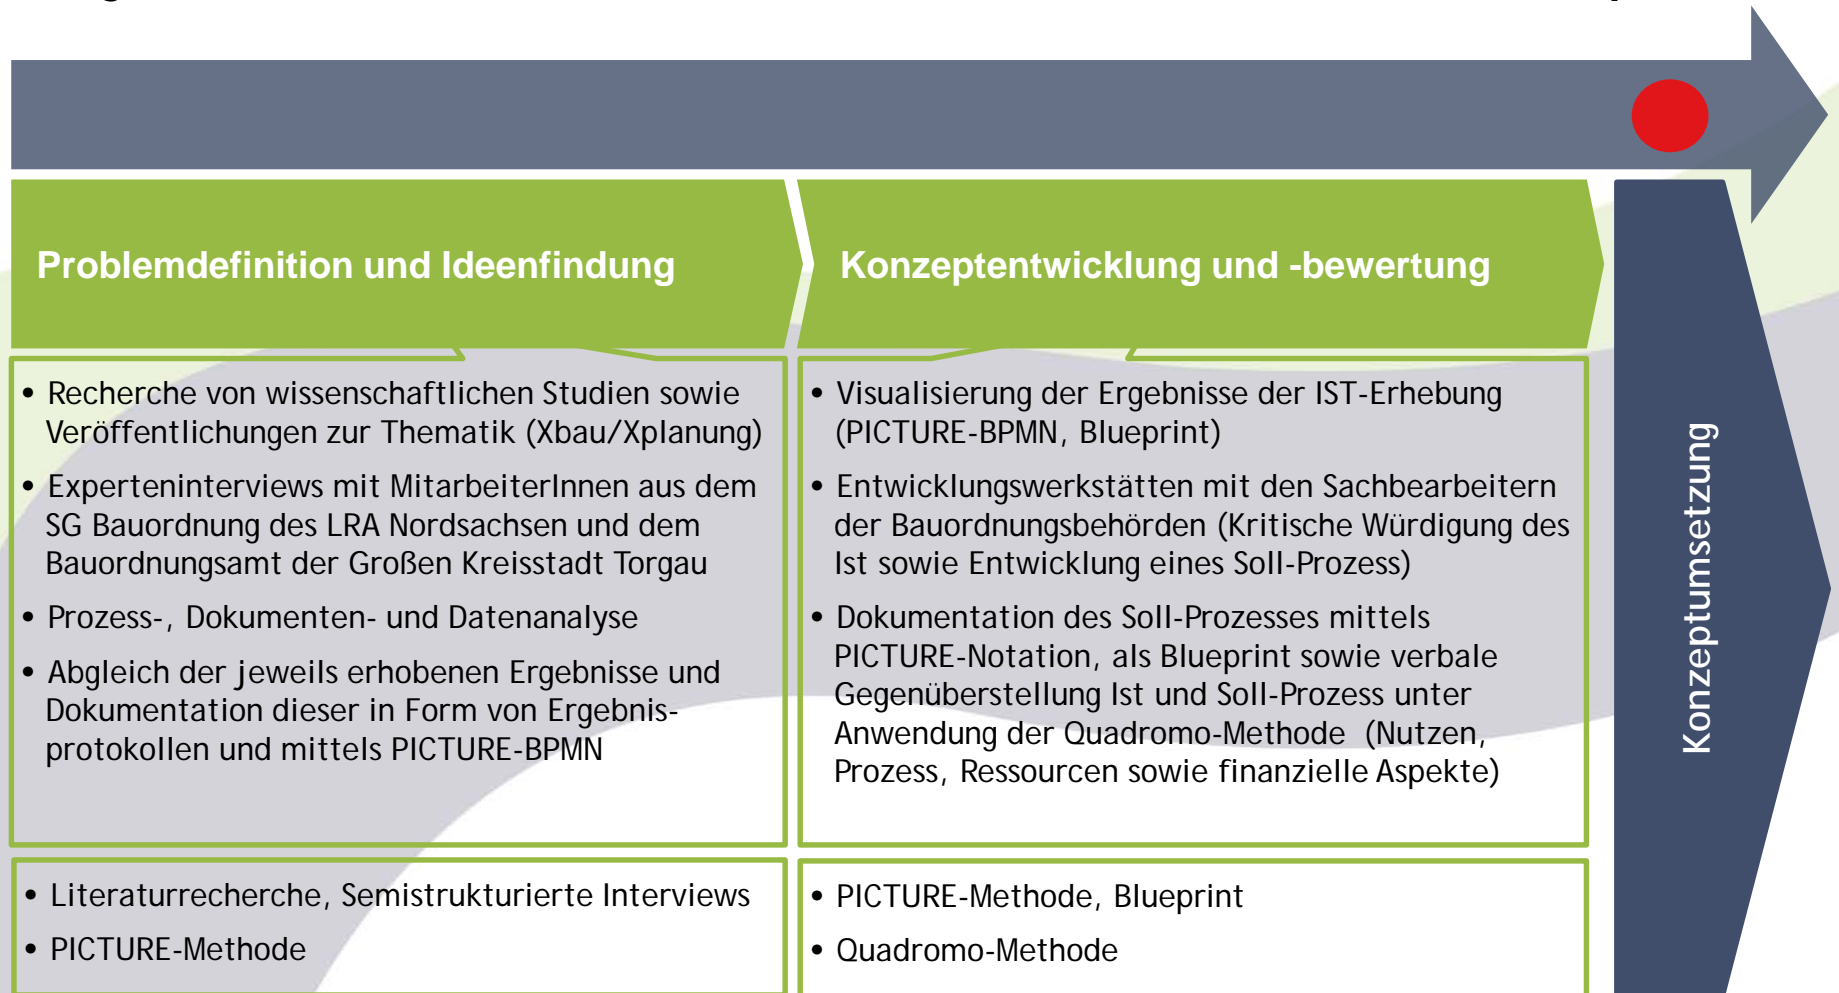 Problemdefinition und Ideenfindung
Konzeptentwicklung und -bewertung
• Recherche von wissenschaftlichen Studien sowie
Veröffentlichungen zur Thematik (Xbau/Xplanung)
• Experteninterviews mit MitarbeiterInnen aus dem
SG Bauordnung des LRA Nordsachsen und dem
Bauordnungsamt der Großen Kreisstadt Torgau
• Prozess-, Dokumenten- und Datenanalyse
• Abgleich der jeweils erhobenen Ergebnisse und
Dokumentation dieser in Form von Ergebnis-
protokollen und mittels PICTURE-BPMN
• Visualisierung der Ergebnisse der IST-Erhebung
(PICTURE-BPMN, Blueprint)
• Entwicklungswerkstätten mit den Sachbearbeitern
der Bauordnungsbehörden (Kritische Würdigung des
Ist sowie Entwicklung eines Soll-Prozess)
• Dokumentation des Soll-Prozesses mittels
PICTURE-Notation, als Blueprint sowie verbale
Gegenüberstellung Ist und Soll-Prozess unter
Anwendung der Quadromo-Methode (Nutzen,
Prozess, Ressourcen sowie finanzielle Aspekte)
• Literaturrecherche, Semistrukturierte Interviews
• PICTURE-Methode
• PICTURE-Methode, Blueprint
• Quadromo-Methode
Konzeptumsetzung